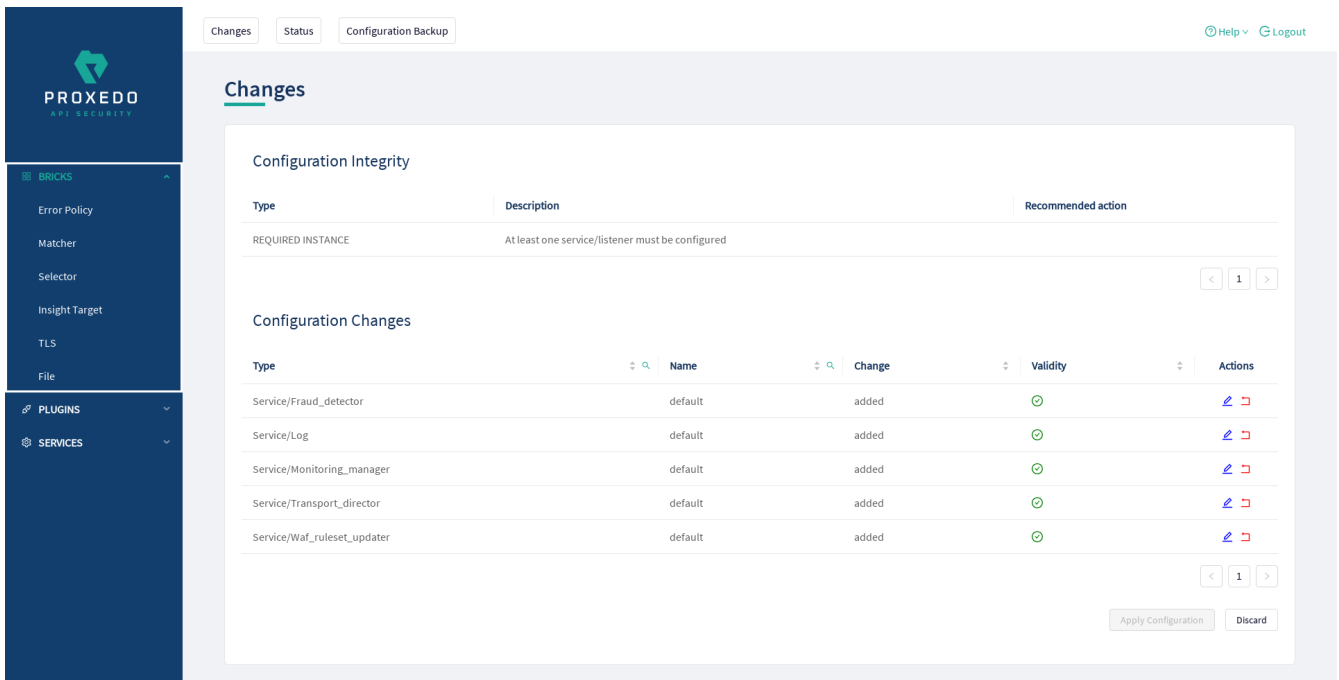 Changes Status Configuration Backup Help Logout
PROXEDO
API SECURITY
BRICKS
Error Policy
Matcher
Selector
Insight Target
TLS
File
PLUGINS
SERVICES
Changes
Configuration Integrity
Type Description Recommended action
REQUIRED INSTANCE At least one service/listener must be configured
< 1 >
Configuration Changes
Type Name Change Validity Actions
Service/Fraud_detector default added
Service/Log default added
Service/Monitoring_manager default added
Service/Transport_director default added
Service/Waf_ruleset_updater default added
< 1 >
Apply Configuration Discard